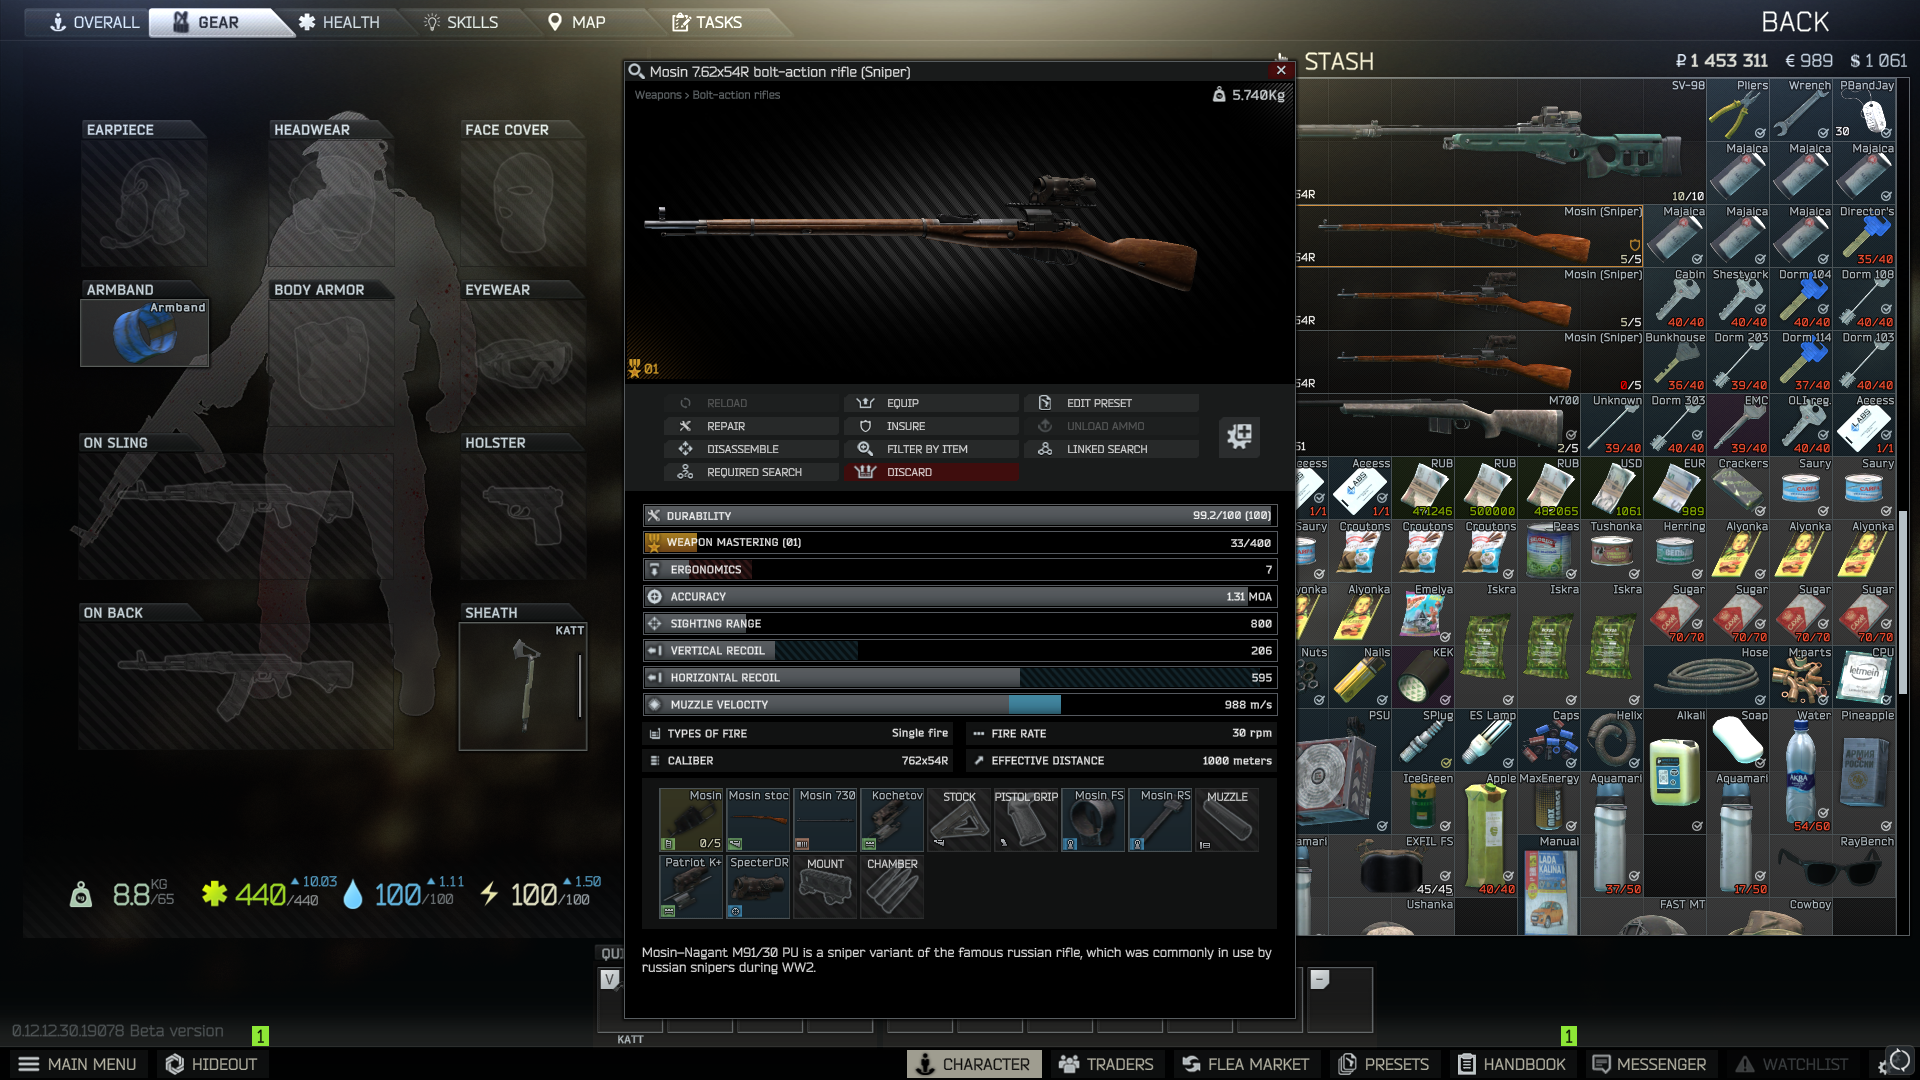 OVERALL
GEAR
HEALTH
SKILLS
MAP
TASKS
BACK
EARPIECE
HEADWEAR
FACE COVER
ARMBAND
Armband
BODY ARMOR
EYEWEAR
ON SLING
HOLSTER
ON BACK
SHEATH
KATT
8.8 KG /65
440 /440 10.03
100 /100 1.11
100 /100 1.50
Mosin 7.62x54R bolt-action rifle (Sniper)
Weapons > Bolt-action rifles
5.740Kg
01
RELOAD
EQUIP
EDIT PRESET
REPAIR
INSURE
UNLOAD AMMO
DISASSEMBLE
FILTER BY ITEM
LINKED SEARCH
REQUIRED SEARCH
DISCARD
DURABILITY 99.2/100 (100)
WEAPON MASTERING (01) 33/400
ERGONOMICS 7
ACCURACY 1.31 MOA
SIGHTING RANGE 800
VERTICAL RECOIL 206
HORIZONTAL RECOIL 595
MUZZLE VELOCITY 988 m/s
TYPES OF FIRE Single fire
FIRE RATE 30 rpm
CALIBER 762x54R
EFFECTIVE DISTANCE 1000 meters
Mosin 0/5
Mosin stoc
Mosin 730
Kochetov
STOCK
PISTOL GRIP
Mosin FS
Mosin RS
MUZZLE
Patriot K+
SpecterDR
MOUNT
CHAMBER
Mosin–Nagant M91/30 PU is a sniper variant of the famous russian rifle, which was commonly in use by
russian snipers during WW2.
STASH
₽ 1 453 311 € 989 $ 1 061
SV-98 Pliers Wrench PBandJay
30
Majaica Majaica Majaica
54R 10/10
Mosin (Sniper) Majaica Majaica Majaica Director's
54R 5/5 35/40
Mosin (Sniper) Cabin Shestyork Dorm 104 Dorm 108
54R 5/5 40/40 40/40 40/40 40/40
Mosin (Sniper) Bunkhouse Dorm 203 Dorm 114 Dorm 103
54R 0/5 36/40 39/40 37/40 40/40
M700 Unknown Dorm 303 EMC OLI reg. Access
51 2/5 39/40 40/40 39/40 40/40 1/1
ccess Access RUB RUB RUB USD EUR Crackers Saury Saury
1/1 1/1 471246 500000 482065 1061 989
Saury Croutons Croutons Croutons Peas Tushonka Herring Alyonka Alyonka Alyonka
yonka Alyonka Emelya Iskra Iskra Iskra Sugar Sugar Sugar Sugar
70/70 70/70 70/70 70/70
Nuts Nails KEK Hose M.parts CPU
PSU SPlug ES Lamp Caps Helix Alkali Soap Water Pineapple
IceGreen Apple MaxEnergy Aquamari Aquamari
54/60
amari EXFIL FS Manual RayBench
45/45 40/40 37/50 17/50
Ushanka FAST MT Cowboy
QUI
V
–
KATT
0.12.12.30.19078 Beta version
1
1
MAIN MENU
HIDEOUT
CHARACTER
TRADERS
FLEA MARKET
PRESETS
HANDBOOK
MESSENGER
WATCHLIST